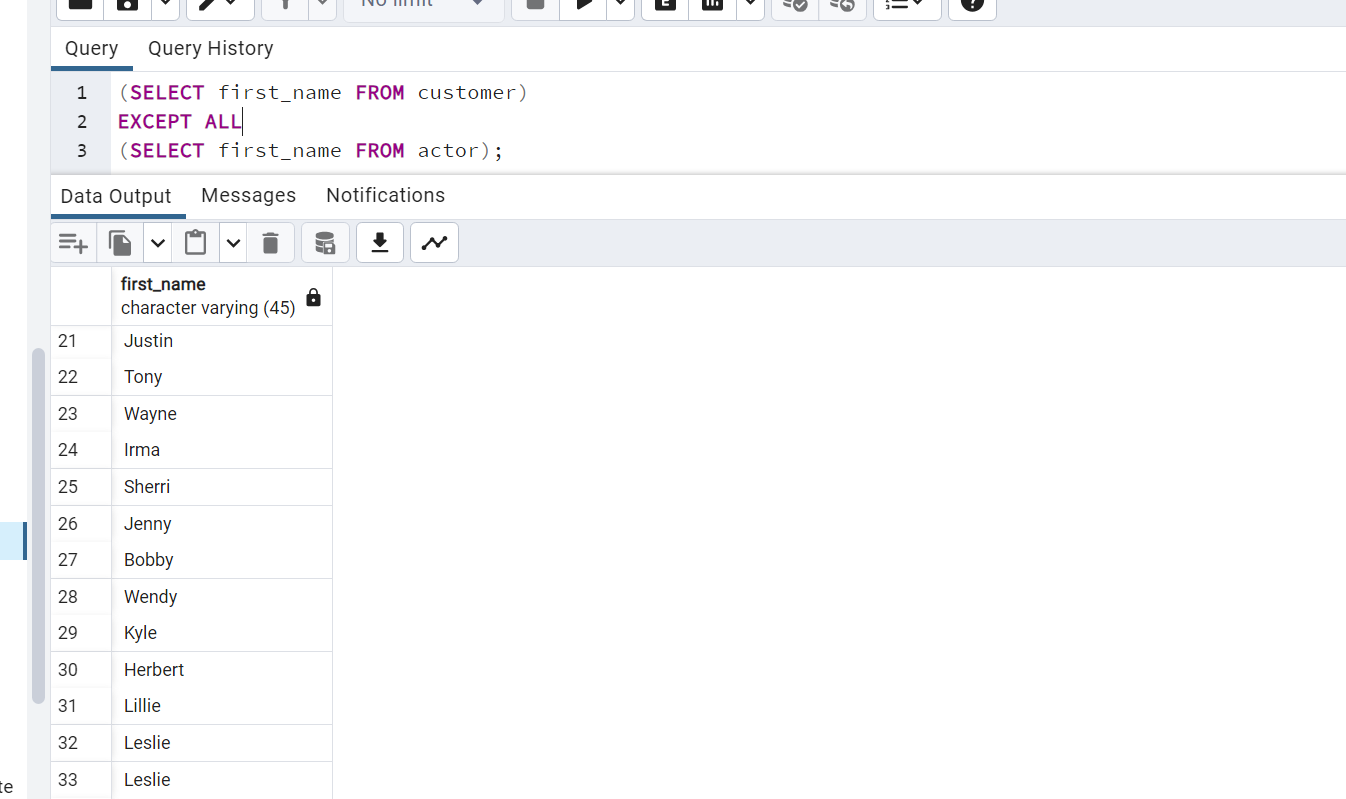 No limit
Query Query History
1 (SELECT first_name FROM customer)
2 EXCEPT ALL
3 (SELECT first_name FROM actor);
Data Output Messages Notifications
first_name
character varying (45)
21 Justin
22 Tony
23 Wayne
24 Irma
25 Sherri
26 Jenny
27 Bobby
28 Wendy
29 Kyle
30 Herbert
31 Lillie
32 Leslie
33 Leslie
te